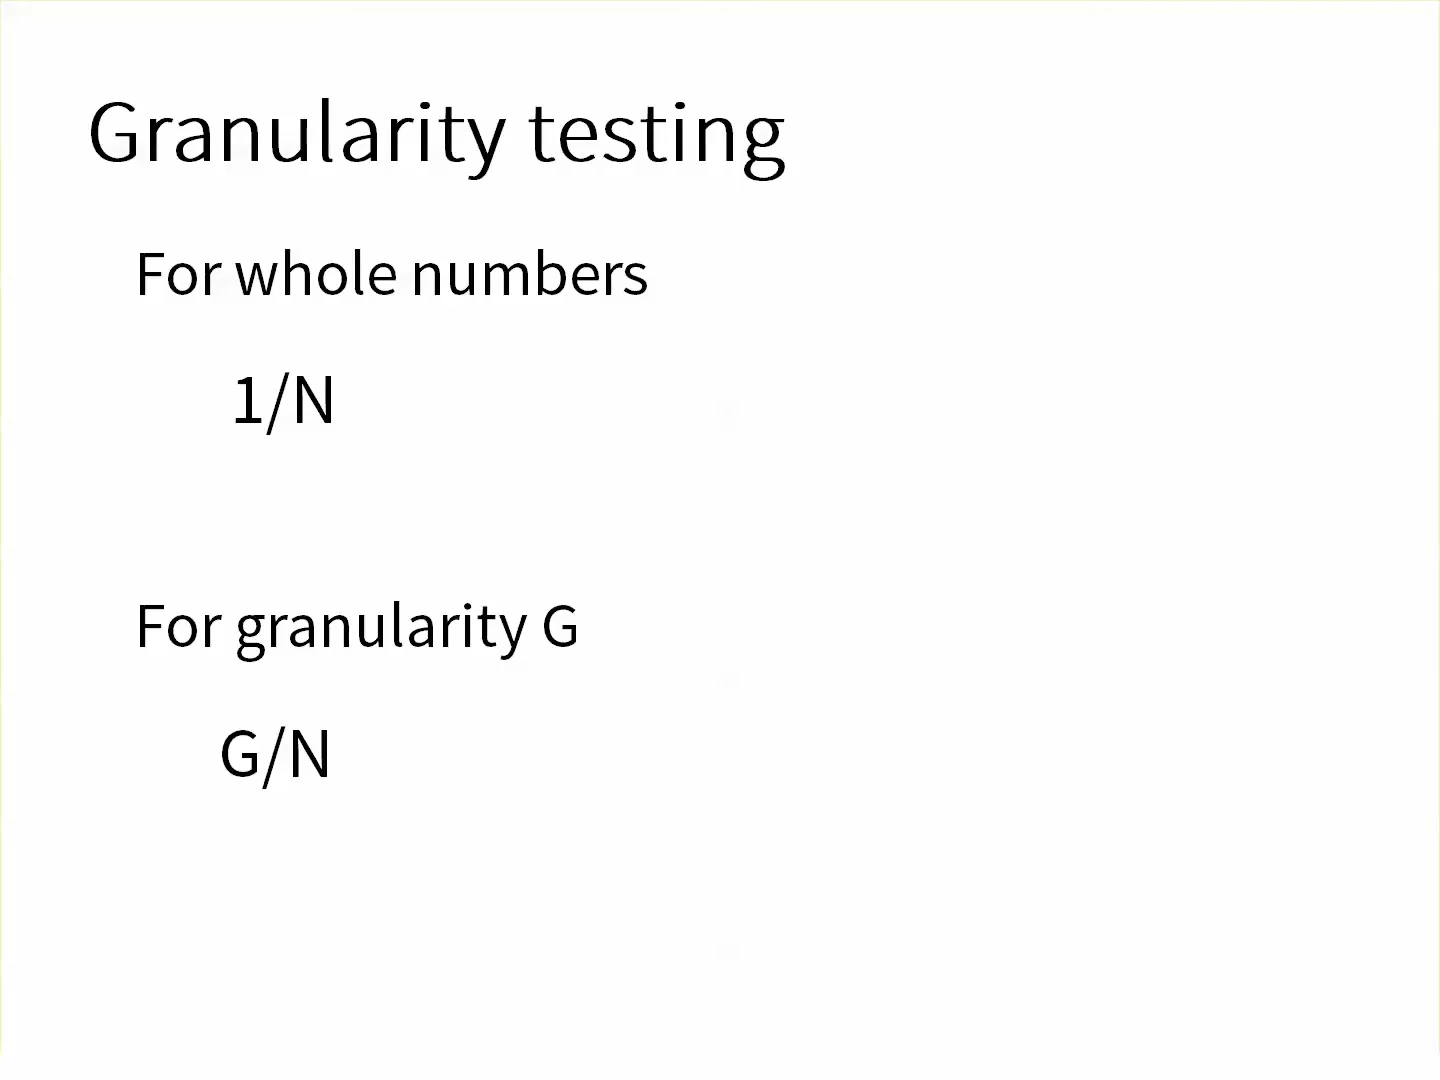 Granularity testing
For whole numbers
1/N
For granularity G
G/N